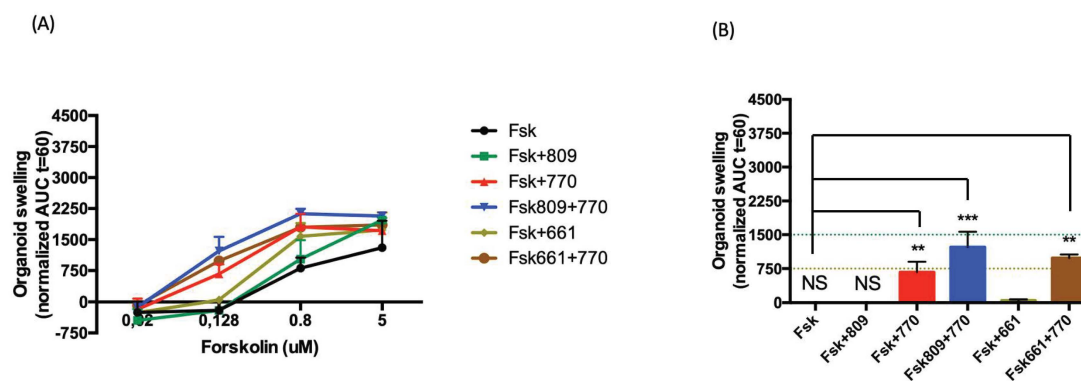 (A)
Organoid swelling
(normalized AUC t=60)
4500
3750
3000
2250
1500
750
0
-750
0,128
0.8
5
Forskolin (uM)
Fsk
Fsk+809
Fsk+770
Fsk809+770
Fsk+661
Fsk661+770
(B)
Organoid swelling
(normalized AUC t=60)
4500
3750
3000
2250
1500
750
0
NS
NS
**
***
**
Fsk
Fsk+809
Fsk+770
Fsk809+770
Fsk+661
Fsk661+770